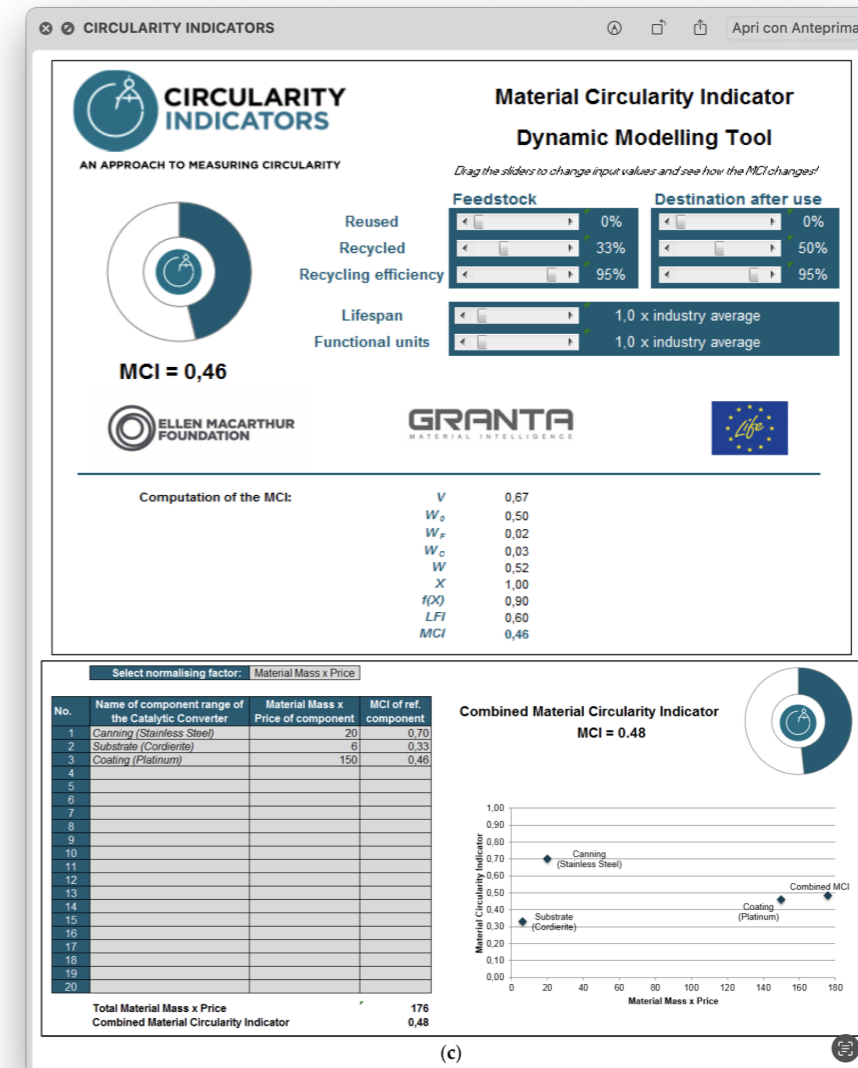 CIRCULARITY INDICATORS
Apri con Anteprima
CIRCULARITY
INDICATORS
AN APPROACH TO MEASURING CIRCULARITY
Material Circularity Indicator
Dynamic Modelling Tool
Drag the sliders to change input values and see how the MCI changes!
Feedstock Destination after use
Reused 0% 0%
Recycled 33% 50%
Recycling efficiency 95% 95%
Lifespan 1,0 x industry average
Functional units 1,0 x industry average
MCI = 0,46
ELLEN MACARTHUR
FOUNDATION
GRANTA
MATERIAL INTELLIGENCE
Life
Computation of the MCI:
V 0,67
W₀ 0,50
W_F 0,02
W_C 0,03
W 0,52
X 1,00
f(X) 0,90
LFI 0,60
MCI 0,46
Select normalising factor: Material Mass x Price
No. Name of component range of the Catalytic Converter Material Mass x Price of component MCI of ref. component
1 Canning (Stainless Steel) 20 0,70
2 Substrate (Cordierite) 6 0,33
3 Coating (Platinum) 150 0,46
4
5
6
7
8
9
10
11
12
13
14
15
16
17
18
19
20
Total Material Mass x Price 176
Combined Material Circularity Indicator 0,48
Combined Material Circularity Indicator
MCI = 0.48
Material Circularity Indicator
1,00
0,90
0,80
0,70
0,60
0,50
0,40
0,30
0,20
0,10
0,00
Canning
(Stainless Steel)
Combined MCI
Coating
(Platinum)
Substrate
(Cordierite)
0 20 40 60 80 100 120 140 160 180
Material Mass x Price
(c)